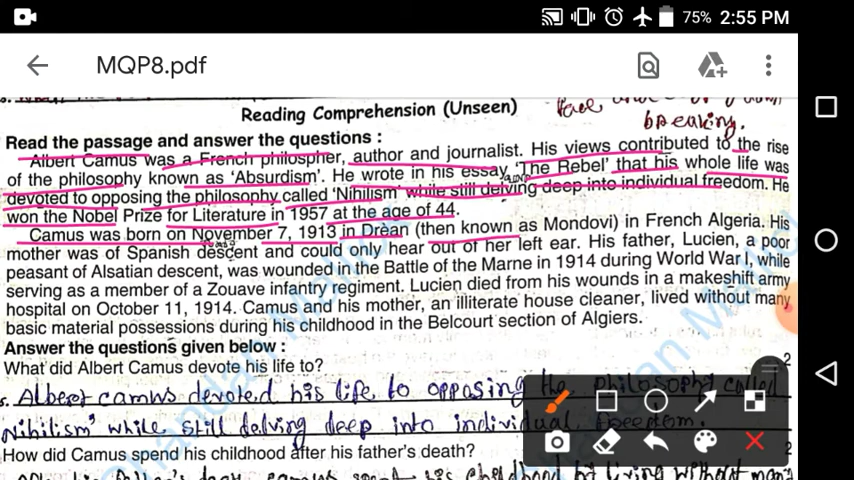 75% 2:55 PM
MQP8.pdf
Reading Comprehension (Unseen)
breaking.
Read the passage and answer the questions :
Albert Camus was a French philospher, author and journalist. His views contributed to the rise
of the philosophy known as 'Absurdism'. He wrote in his essay 'The Rebel' that his whole life was
devoted to opposing the philosophy called 'Nihilism' while still delving deep into individual freedom. He
won the Nobel Prize for Literature in 1957 at the age of 44.
Camus was born on November 7, 1913 in Drèan (then known as Mondovi) in French Algeria. His
mother was of Spanish descent and could only hear out of her left ear. His father, Lucien, a poor
peasant of Alsatian descent, was wounded in the Battle of the Marne in 1914 during World War I, while
serving as a member of a Zouave infantry regiment. Lucien died from his wounds in a makeshift army
hospital on October 11, 1914. Camus and his mother, an illiterate house cleaner, lived without many
basic material possessions during his childhood in the Belcourt section of Algiers.
Answer the questions given below :
What did Albert Camus devote his life to? 2
s. Albert camus devoted his life to opposing the philosophy called
Nihilism' while still delving deep into individual freedom.
How did Camus spend his childhood after his father's death? 2
his childhood by living without many